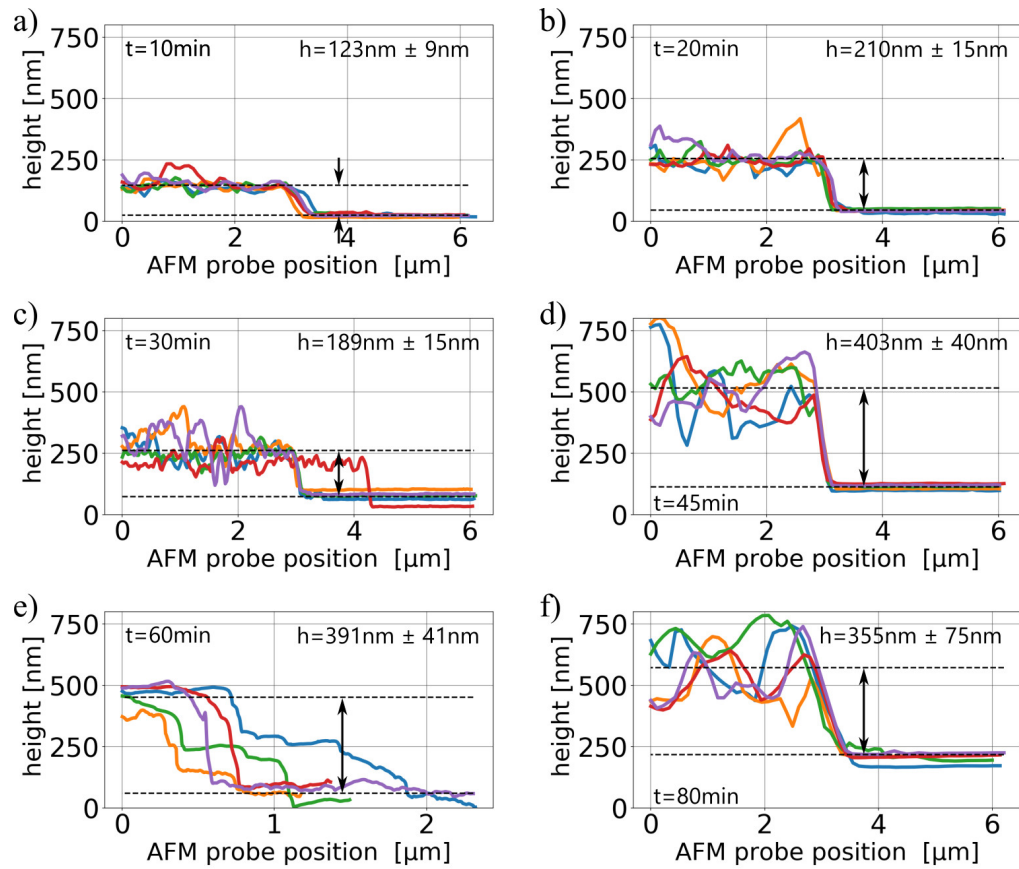 a)
t=10min h=123nm ± 9nm
height [nm]
750
500
250
0
0 2 4 6
AFM probe position [µm]
b)
t=20min h=210nm ± 15nm
height [nm]
750
500
250
0
0 2 4 6
AFM probe position [µm]
c)
t=30min h=189nm ± 15nm
height [nm]
750
500
250
0
0 2 4 6
AFM probe position [µm]
d)
h=403nm ± 40nm
t=45min
height [nm]
750
500
250
0
0 2 4 6
AFM probe position [µm]
e)
t=60min h=391nm ± 41nm
height [nm]
750
500
250
0
0 1 2
AFM probe position [µm]
f)
h=355nm ± 75nm
t=80min
height [nm]
750
500
250
0
0 2 4 6
AFM probe position [µm]